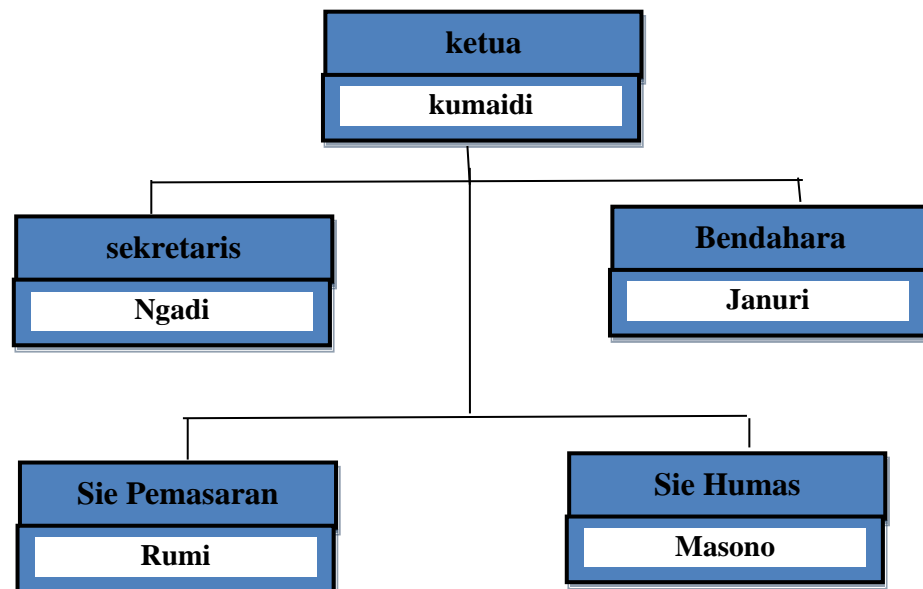 ketua
kumaidi
sekretaris
Ngadi
Bendahara
Januri
Sie Pemasaran
Rumi
Sie Humas
Masono